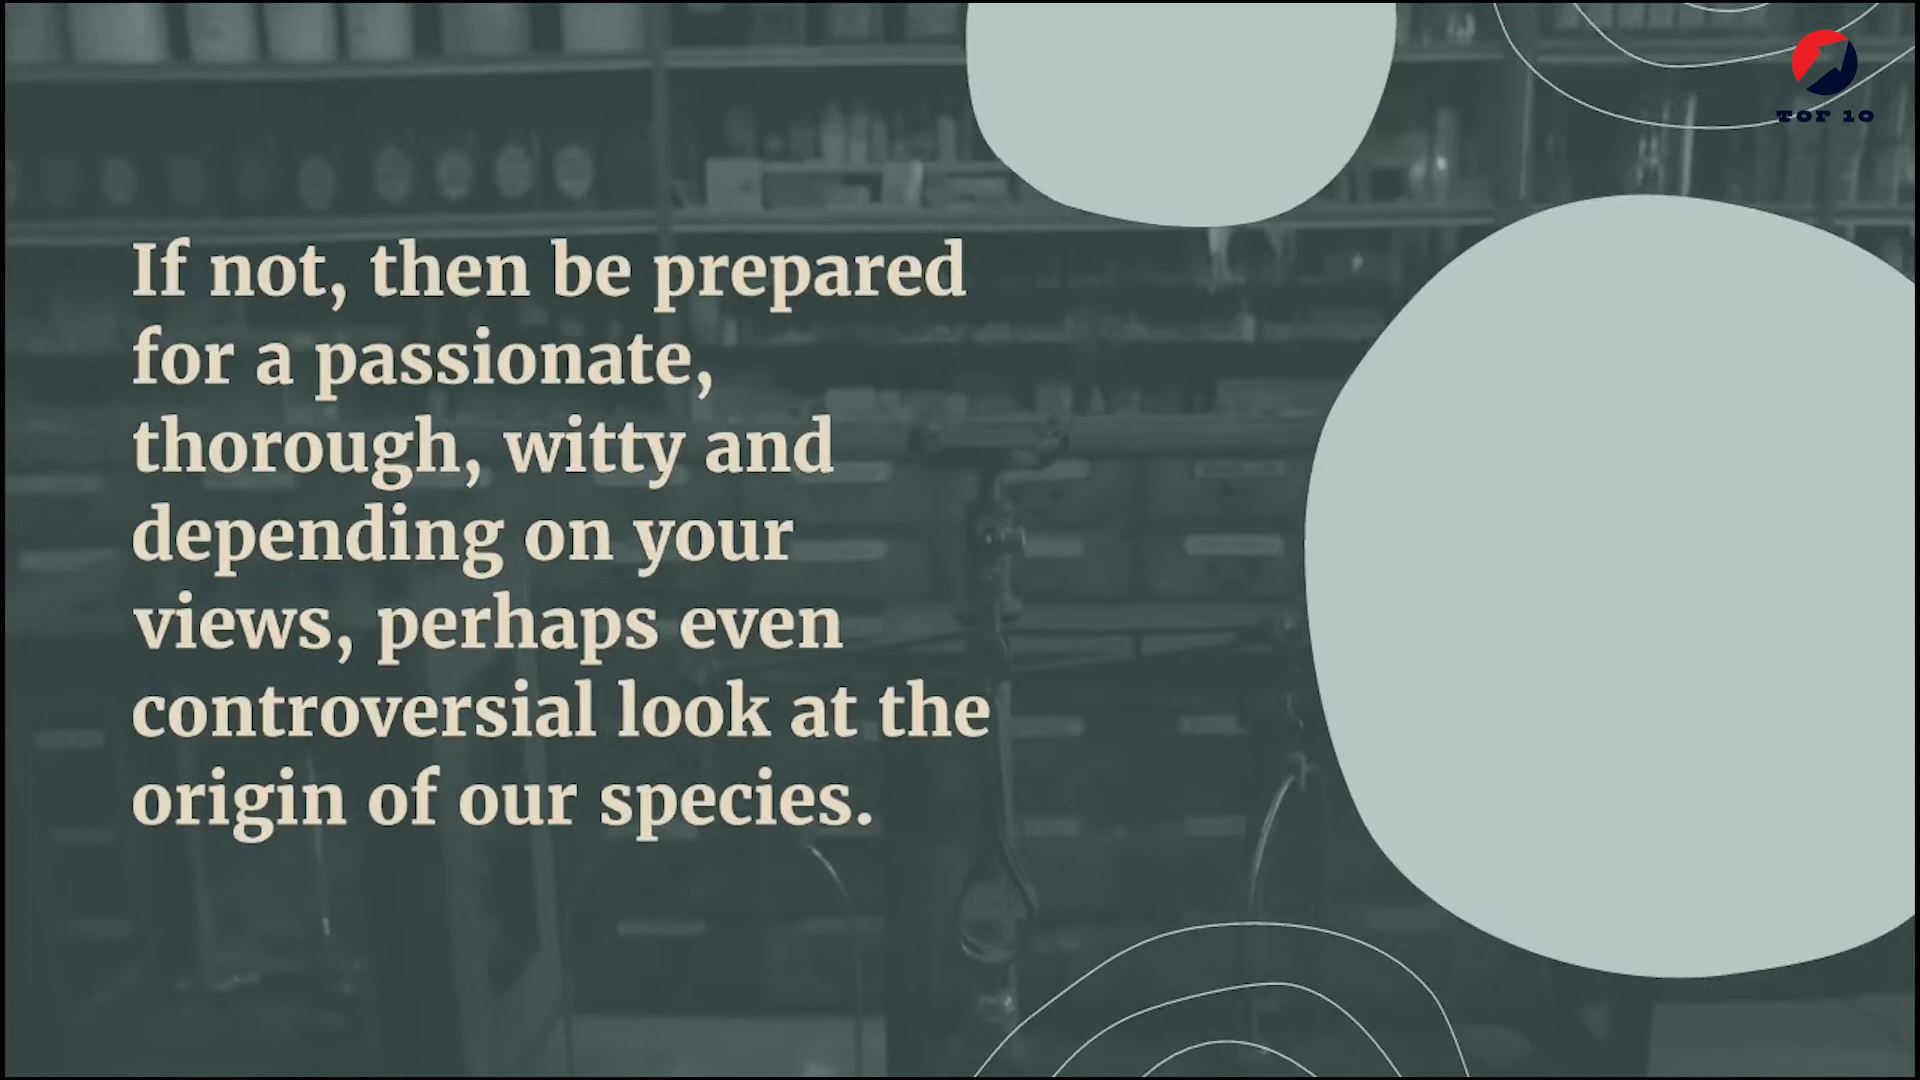 TOP 10
If not, then be prepared
for a passionate,
thorough, witty and
depending on your
views, perhaps even
controversial look at the
origin of our species.